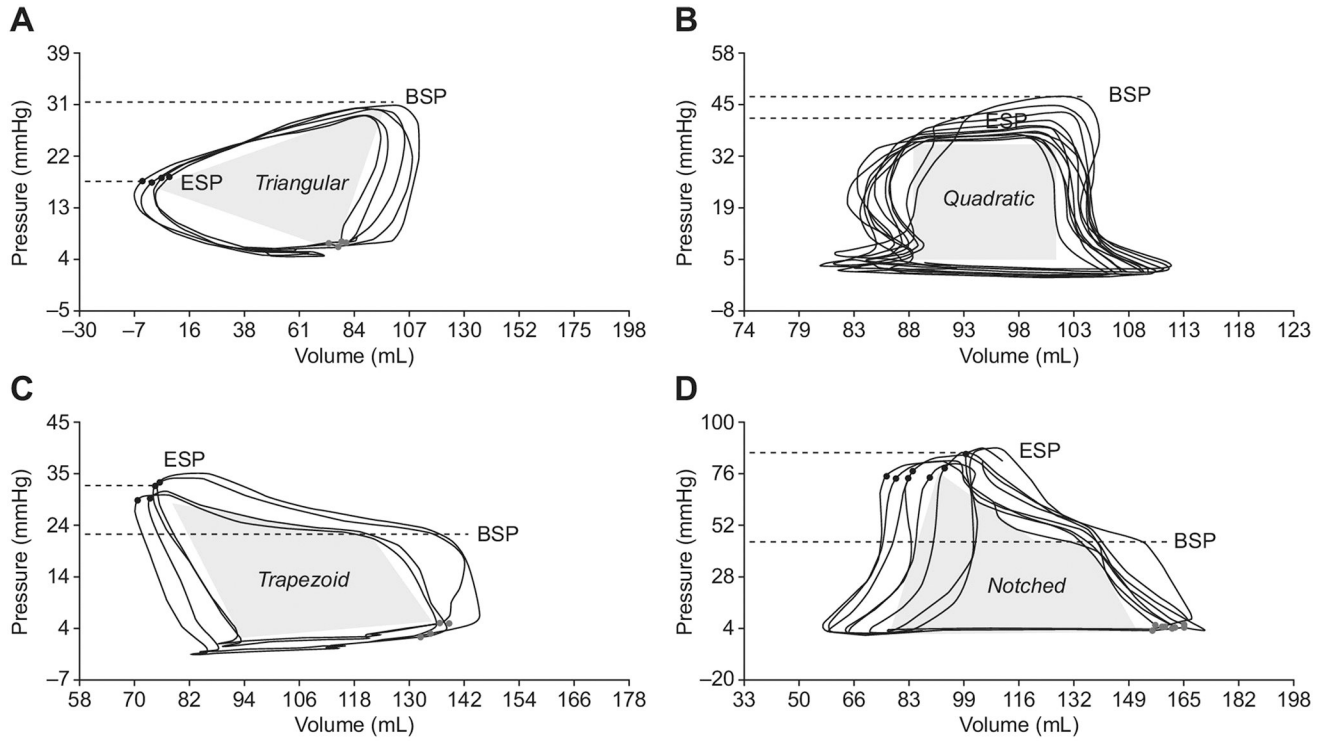 A
Pressure (mmHg)
39
31
22
13
4
–5
BSP
ESP
Triangular
–30 –7 16 38 61 84 107 130 152 175 198
Volume (mL)
B
Pressure (mmHg)
58
45
32
19
5
–8
BSP
ESP
Quadratic
74 79 83 88 93 98 103 108 113 118 123
Volume (mL)
C
Pressure (mmHg)
45
35
24
14
4
–7
ESP
BSP
Trapezoid
58 70 82 94 106 118 130 142 154 166 178
Volume (mL)
D
Pressure (mmHg)
100
76
52
28
4
–20
ESP
BSP
Notched
33 50 66 83 99 116 132 149 165 182 198
Volume (mL)